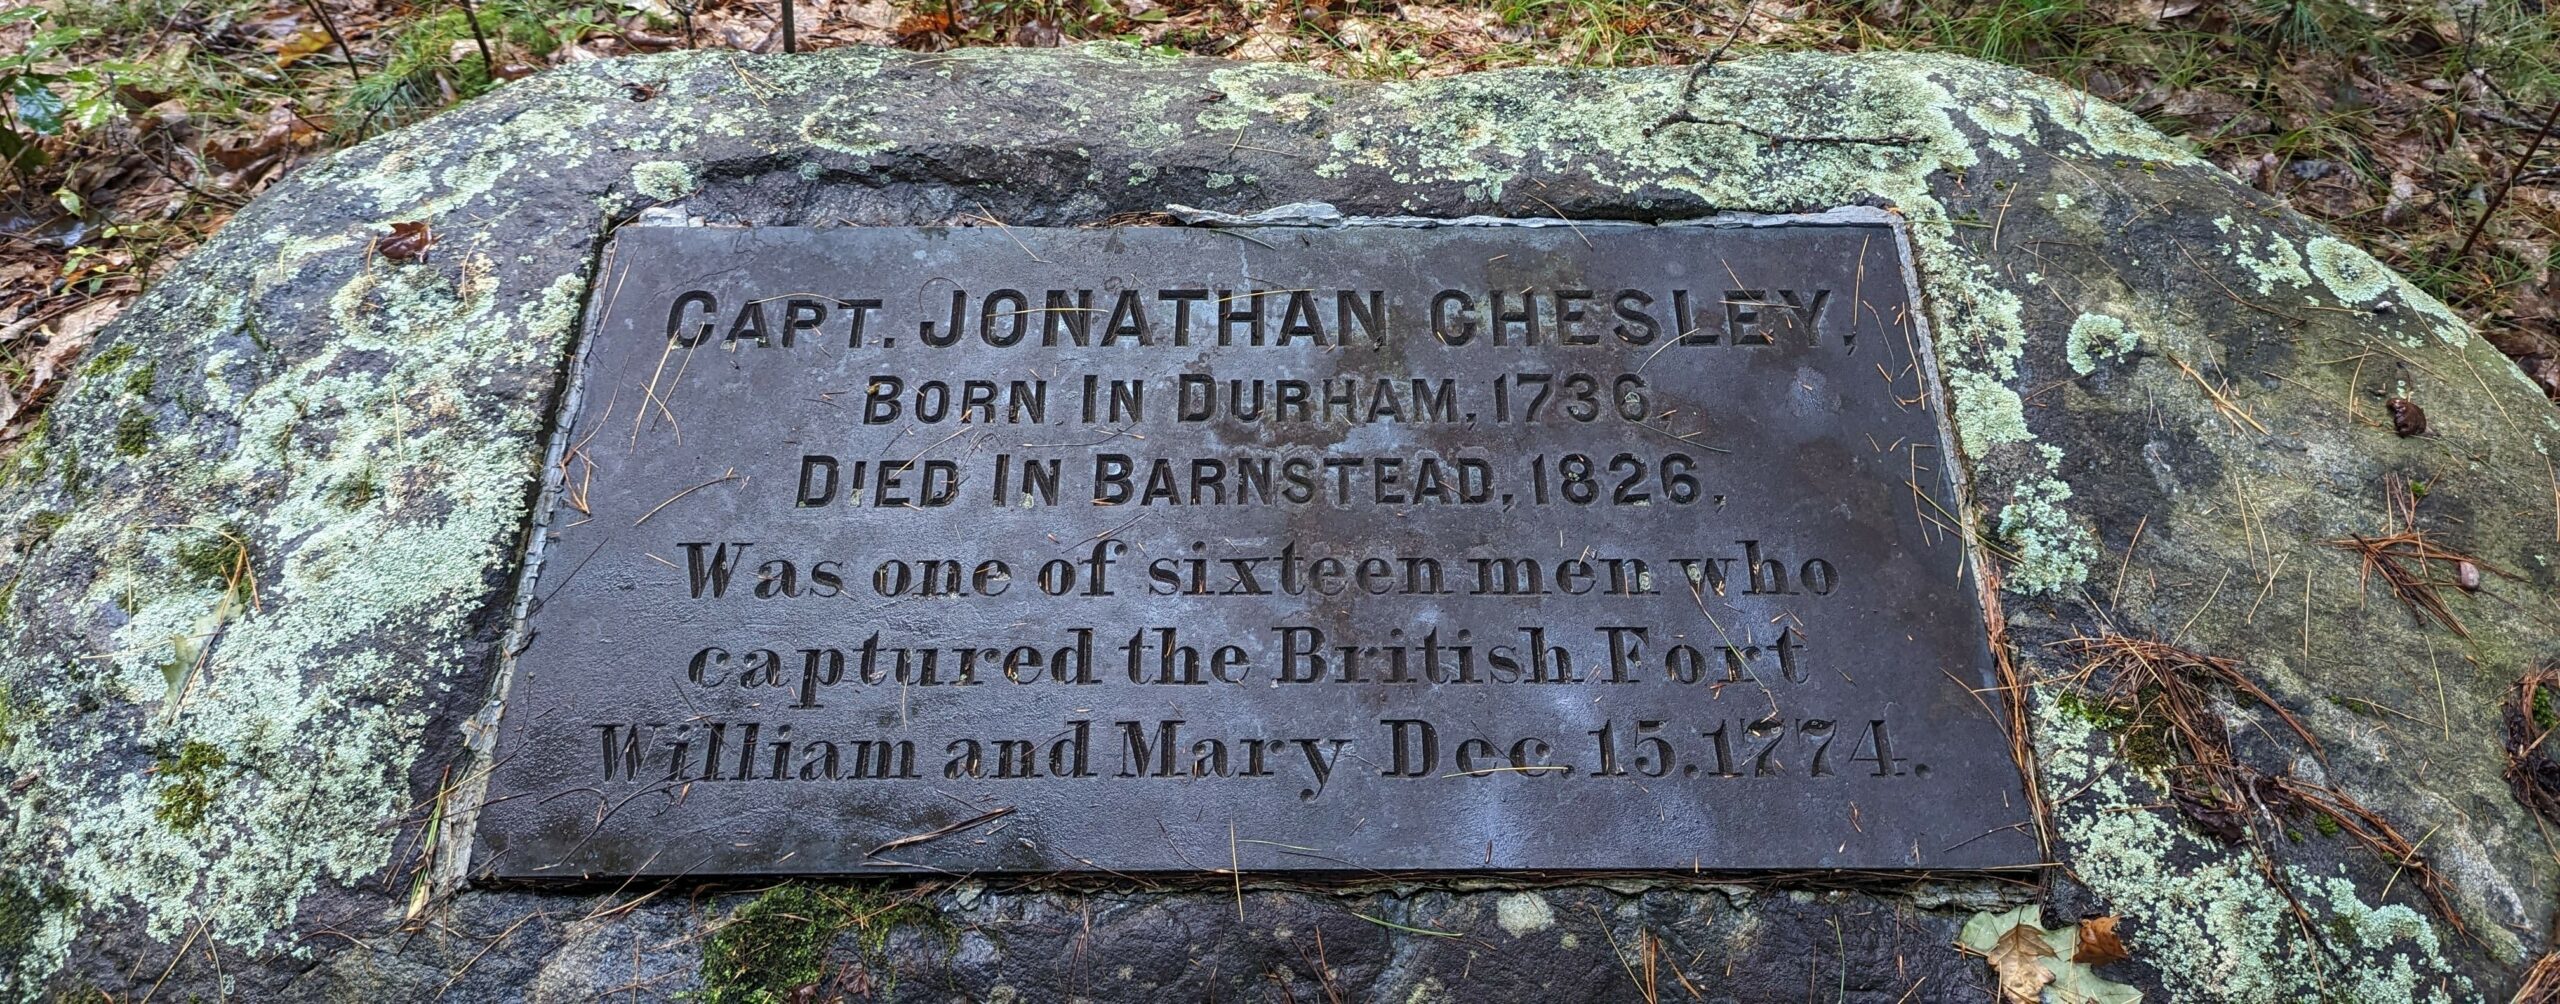 CAPT. JONATHAN CHESLEY,
BORN IN DURHAM, 1736,
DIED IN BARNSTEAD, 1826,
Was one of sixteen men who
captured the British Fort
William and Mary Dec. 15. 1774.